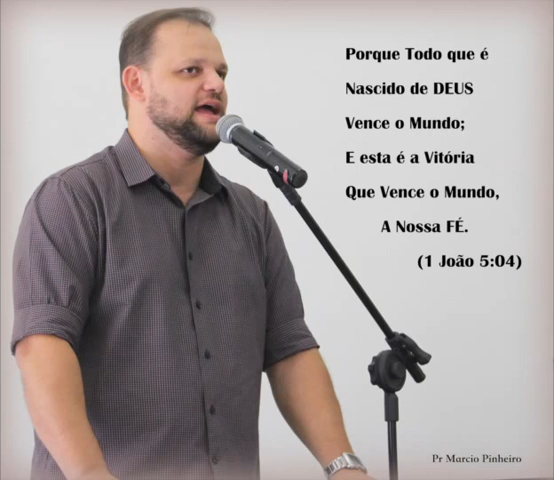 Porque Todo que é
Nascido de DEUS
Vence o Mundo;
E esta é a Vitória
Que Vence o Mundo,
A Nossa FÉ.
(1 João 5:04)
Pr Marcio Pinheiro